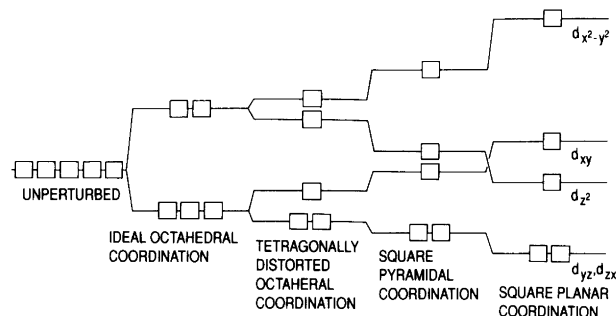 UNPERTURBED
IDEAL OCTAHEDRAL
COORDINATION
TETRAGONALLY
DISTORTED
OCTAHERAL
COORDINATION
SQUARE
PYRAMIDAL
COORDINATION
SQUARE PLANAR
COORDINATION
dx²-y²
dxy
dz²
dyz,dzx